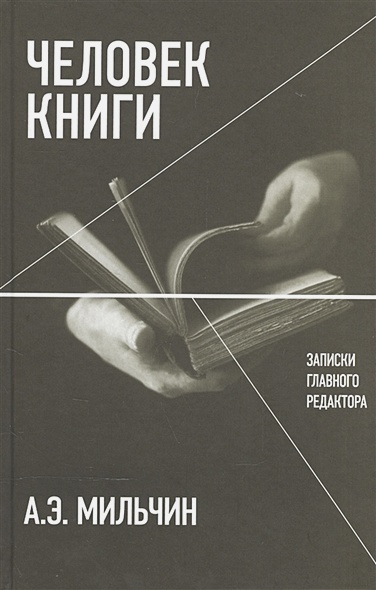 ЧЕЛОВЕК
КНИГИ
ЗАПИСКИ
ГЛАВНОГО
РЕДАКТОРА
А.Э. МИЛЬЧИН